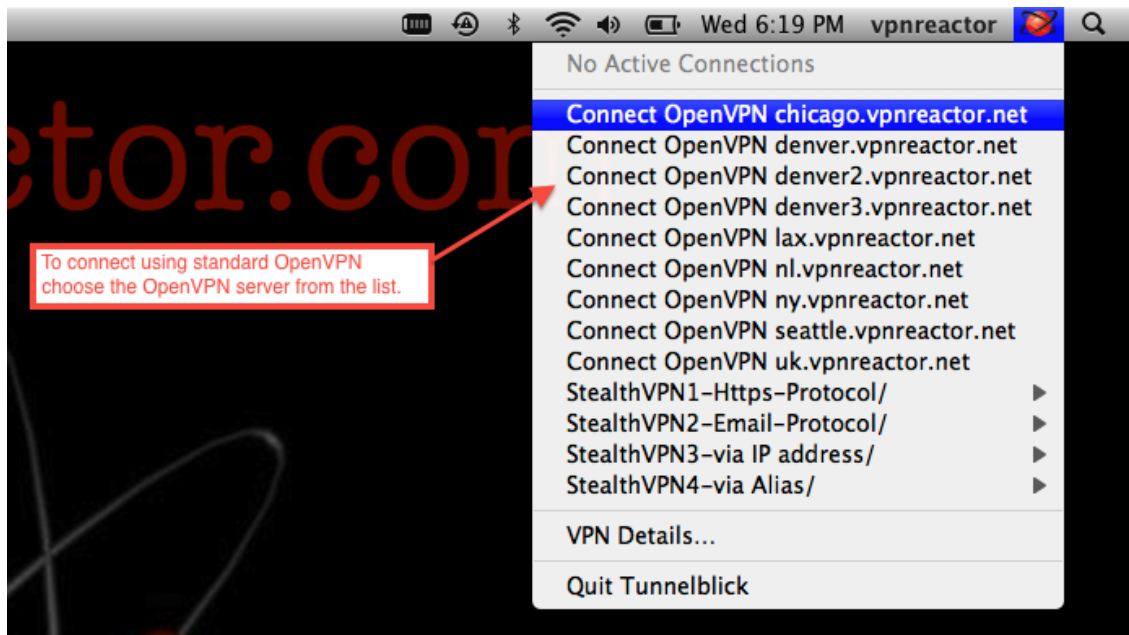 Wed 6:19 PM vpnreactor
No Active Connections
Connect OpenVPN chicago.vpnreactor.net
Connect OpenVPN denver.vpnreactor.net
Connect OpenVPN denver2.vpnreactor.net
Connect OpenVPN denver3.vpnreactor.net
Connect OpenVPN lax.vpnreactor.net
Connect OpenVPN nl.vpnreactor.net
Connect OpenVPN ny.vpnreactor.net
Connect OpenVPN seattle.vpnreactor.net
Connect OpenVPN uk.vpnreactor.net
StealthVPN1-Https-Protocol/
StealthVPN2-Email-Protocol/
StealthVPN3-via IP address/
StealthVPN4-via Alias/
VPN Details...
Quit Tunnelblick
ctor.com
To connect using standard OpenVPN
choose the OpenVPN server from the list.